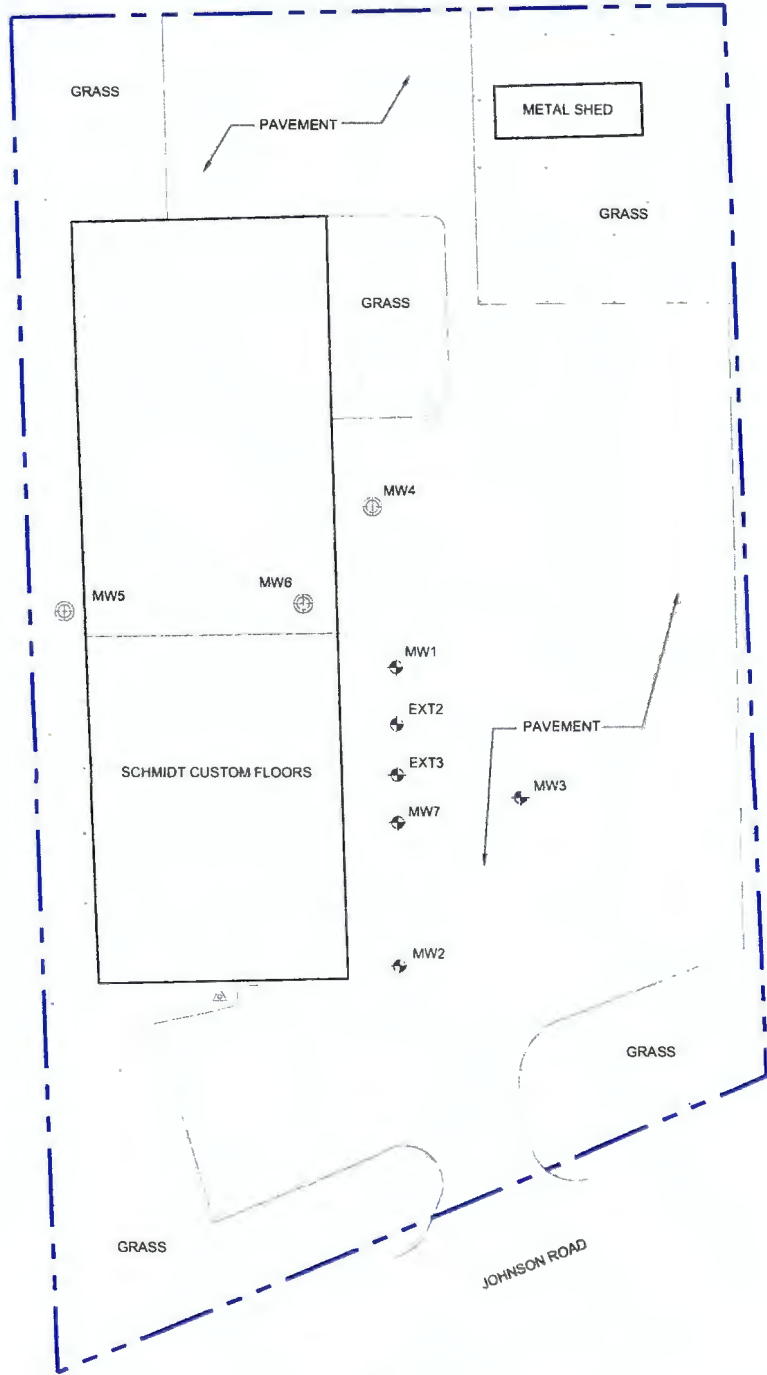 GRASS
PAVEMENT
METAL SHED
GRASS
GRASS
MW4
MW5
MW6
MW1
EXT2
PAVEMENT
EXT3
SCHMIDT CUSTOM FLOORS
MW3
MW7
MW2
GRASS
GRASS
JOHNSON ROAD